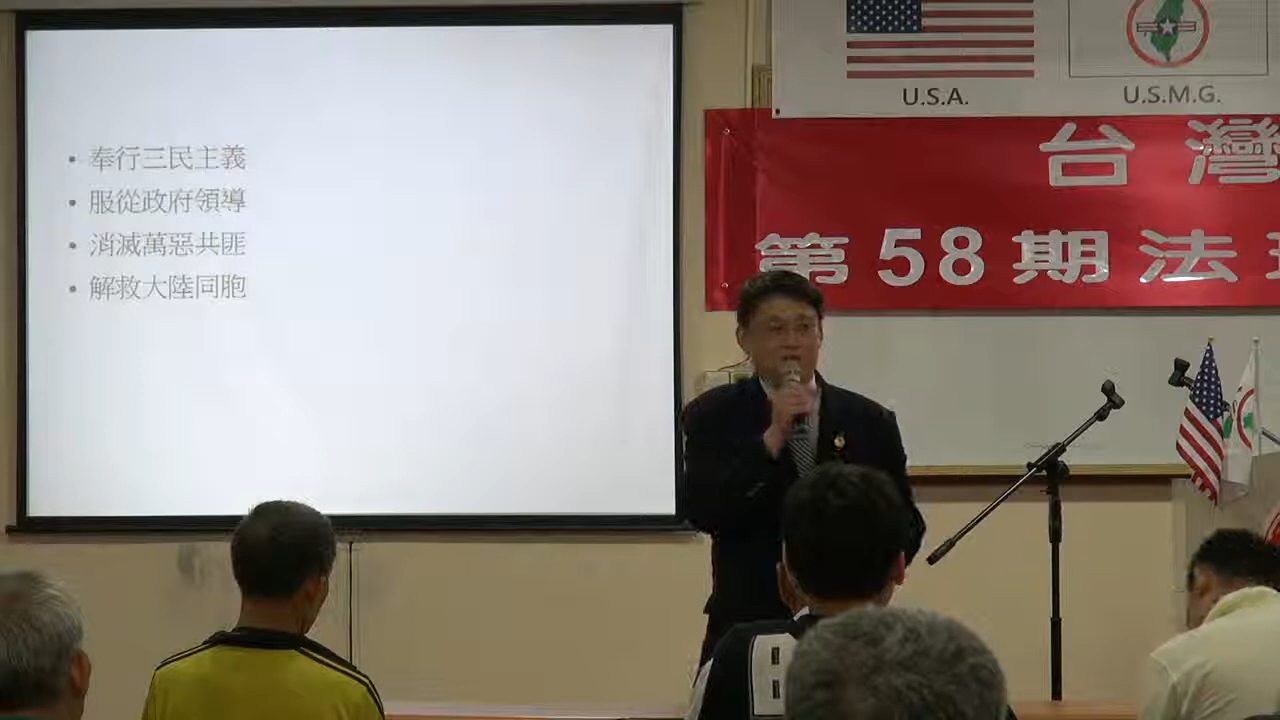 奉行三民主義
服從政府領導
消滅萬惡共匪
解救大陸同胞
U.S.A.
U.S.M.G.
台灣
第58期法理